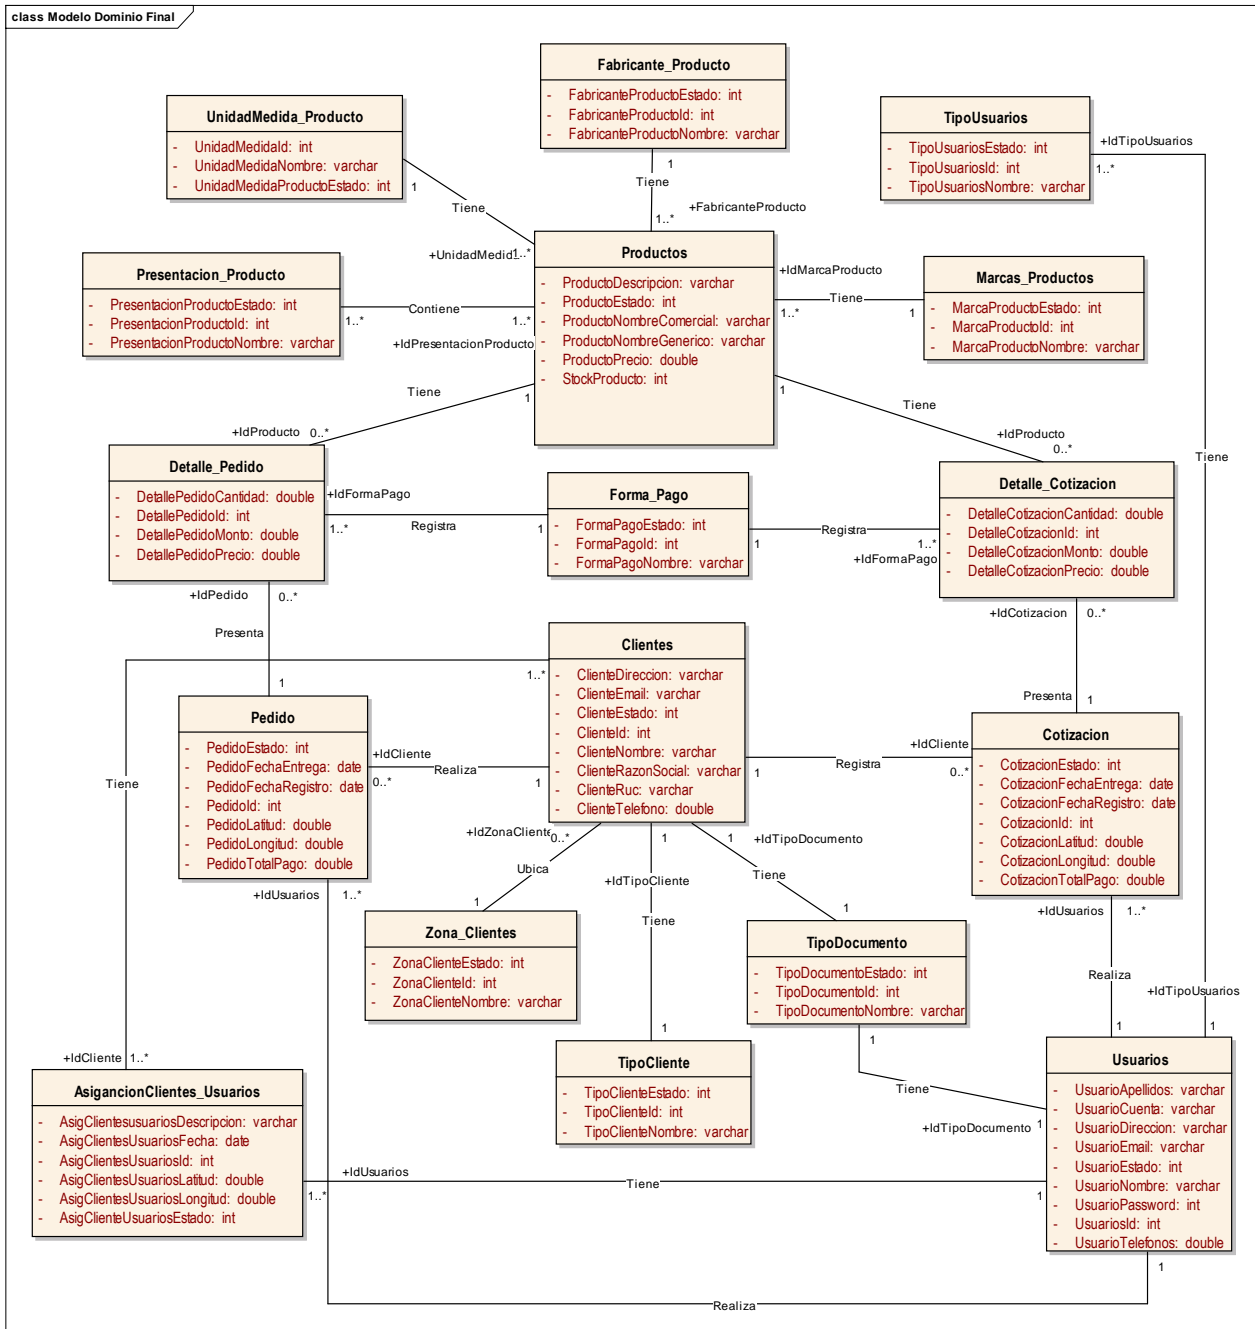 class Modelo Dominio Final
Fabricante_Producto
- FabricanteProductoEstado: int
- FabricanteProductoId: int
- FabricanteProductoNombre: varchar
UnidadMedida_Producto
- UnidadMedidaId: int
- UnidadMedidaNombre: varchar
- UnidadMedidaProductoEstado: int
TipoUsuarios
- TipoUsuariosEstado: int
- TipoUsuariosId: int
- TipoUsuariosNombre: varchar
+IdTipoUsuarios
1..*
1
Tiene
+FabricanteProducto
1..*
1
Tiene
+UnidadMedid
1..*
Productos
- ProductoDescripcion: varchar
- ProductoEstado: int
- ProductoNombreComercial: varchar
- ProductoNombreGenerico: varchar
- ProductoPrecio: double
- StockProducto: int
Presentacion_Producto
- PresentacionProductoEstado: int
- PresentacionProductoId: int
- PresentacionProductoNombre: varchar
Contiene
1..*
1..*
+IdPresentacionProducto
+IdMarcaProducto
Tiene
1..*
1
Marcas_Productos
- MarcaProductoEstado: int
- MarcaProductoId: int
- MarcaProductoNombre: varchar
Tiene
1
+IdProducto
0..*
1
Tiene
+IdProducto
0..*
Tiene
Detalle_Pedido
- DetallePedidoCantidad: double
- DetallePedidoId: int
- DetallePedidoMonto: double
- DetallePedidoPrecio: double
+IdFormaPago
1..*
Registra
1
Forma_Pago
- FormaPagoEstado: int
- FormaPagoId: int
- FormaPagoNombre: varchar
1
Registra
1..*
+IdFormaPago
Detalle_Cotizacion
- DetalleCotizacionCantidad: double
- DetalleCotizacionId: int
- DetalleCotizacionMonto: double
- DetalleCotizacionPrecio: double
+IdPedido
0..*
Presenta
1
+IdCotizacion
0..*
Presenta
1
Clientes
- ClienteDireccion: varchar
- ClienteEmail: varchar
- ClienteEstado: int
- ClienteId: int
- ClienteNombre: varchar
- ClienteRazonSocial: varchar
- ClienteRuc: varchar
- ClienteTelefono: double
1..*
Tiene
Pedido
- PedidoEstado: int
- PedidoFechaEntrega: date
- PedidoFechaRegistro: date
- PedidoId: int
- PedidoLatitud: double
- PedidoLongitud: double
- PedidoTotalPago: double
+IdCliente
0..*
Realiza
1
1
Registra
+IdCliente
0..*
Cotizacion
- CotizacionEstado: int
- CotizacionFechaEntrega: date
- CotizacionFechaRegistro: date
- CotizacionId: int
- CotizacionLatitud: double
- CotizacionLongitud: double
- CotizacionTotalPago: double
+IdZonaCliente
0..*
Ubica
1
1
+IdTipoCliente
Tiene
1
1
+IdTipoDocumento
Tiene
1
+IdUsuarios
1..*
+IdUsuarios
1..*
Realiza
1
+IdTipoUsuarios
1
Zona_Clientes
- ZonaClienteEstado: int
- ZonaClienteId: int
- ZonaClienteNombre: varchar
TipoDocumento
- TipoDocumentoEstado: int
- TipoDocumentoId: int
- TipoDocumentoNombre: varchar
1
Tiene
+IdTipoDocumento
1
TipoCliente
- TipoClienteEstado: int
- TipoClienteId: int
- TipoClienteNombre: varchar
+IdCliente
1..*
AsigancionClientes_Usuarios
- AsigClientesusuariosDescripcion: varchar
- AsigClientesUsuariosFecha: date
- AsigClientesUsuariosId: int
- AsigClientesUsuariosLatitud: double
- AsigClientesUsuariosLongitud: double
- AsigClienteUsuariosEstado: int
+IdUsuarios
1..*
Tiene
1
Usuarios
- UsuarioApellidos: varchar
- UsuarioCuenta: varchar
- UsuarioDireccion: varchar
- UsuarioEmail: varchar
- UsuarioEstado: int
- UsuarioNombre: varchar
- UsuarioPassword: int
- UsuariosId: int
- UsuarioTelefonos: double
1
Realiza